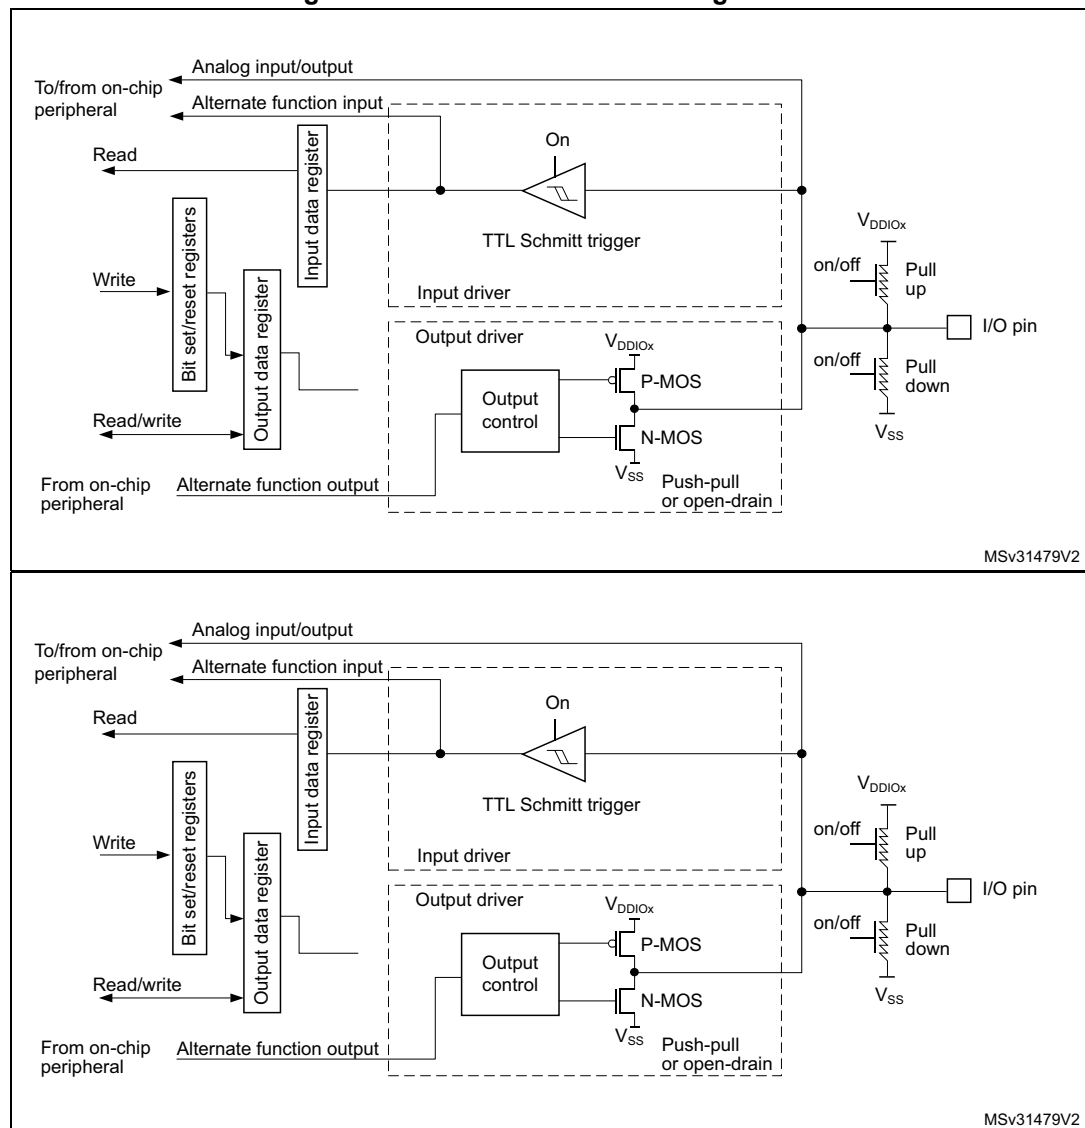 Analog input/output
To/from on-chip
peripheral
Alternate function input
Read
Input data register
On
TTL Schmitt trigger
Input driver
Bit set/reset registers
Write
Output data register
Read/write
From on-chip
peripheral
Alternate function output
Output driver
VDDIOx
P-MOS
Output
control
N-MOS
VSS
Push-pull
or open-drain
VDDIOx
on/off
Pull
up
I/O pin
on/off
Pull
down
VSS
MSv31479V2
Analog input/output
To/from on-chip
peripheral
Alternate function input
Read
Input data register
On
TTL Schmitt trigger
Input driver
Bit set/reset registers
Write
Output data register
Read/write
From on-chip
peripheral
Alternate function output
Output driver
VDDIOx
P-MOS
Output
control
N-MOS
VSS
Push-pull
or open-drain
VDDIOx
on/off
Pull
up
I/O pin
on/off
Pull
down
VSS
MSv31479V2